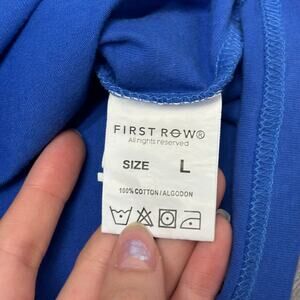 FIRST ROW®
All rights reserved
SIZE L
100% COTTON / ALGODON